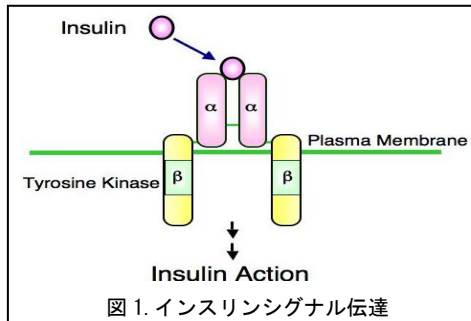 Insulin
α α
Plasma Membrane
Tyrosine Kinase β β
Insulin Action
図 1. インスリンシグナル伝達